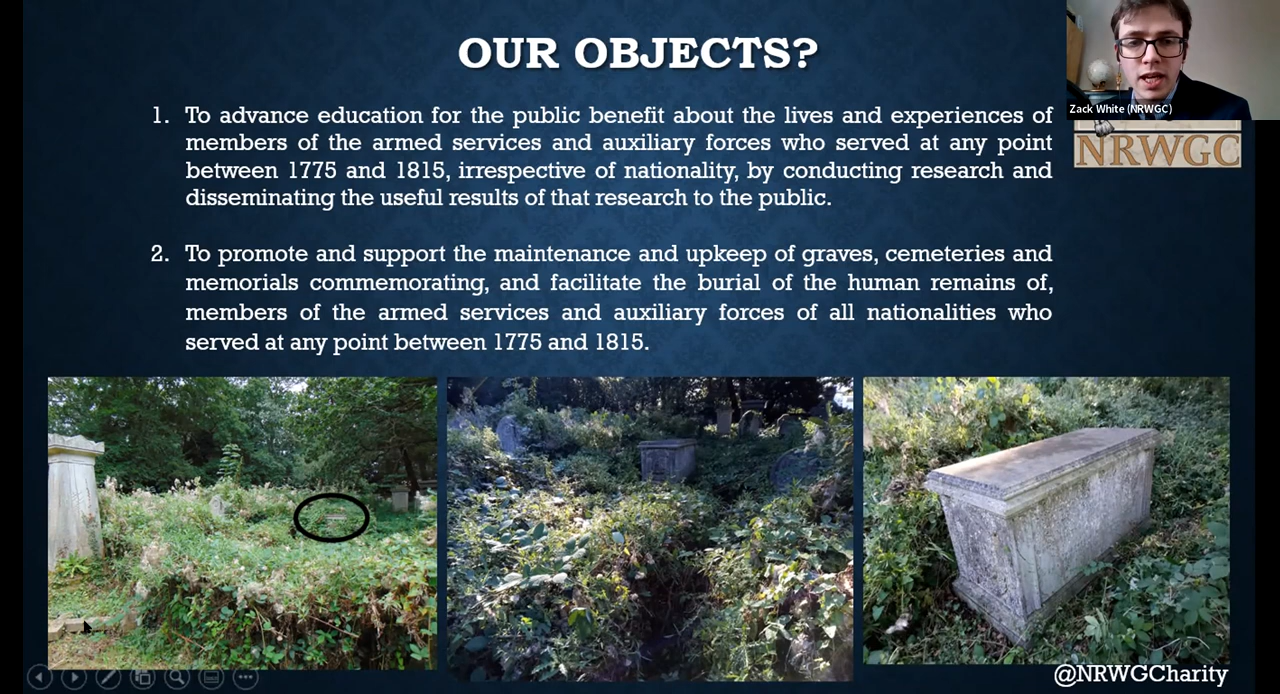 OUR OBJECTS?
Zack White (NRWGC)
NRWGC
1. To advance education for the public benefit about the lives and experiences of
members of the armed services and auxiliary forces who served at any point
between 1775 and 1815, irrespective of nationality, by conducting research and
disseminating the useful results of that research to the public.
2. To promote and support the maintenance and upkeep of graves, cemeteries and
memorials commemorating, and facilitate the burial of the human remains of,
members of the armed services and auxiliary forces of all nationalities who
served at any point between 1775 and 1815.
@NRWGCharity